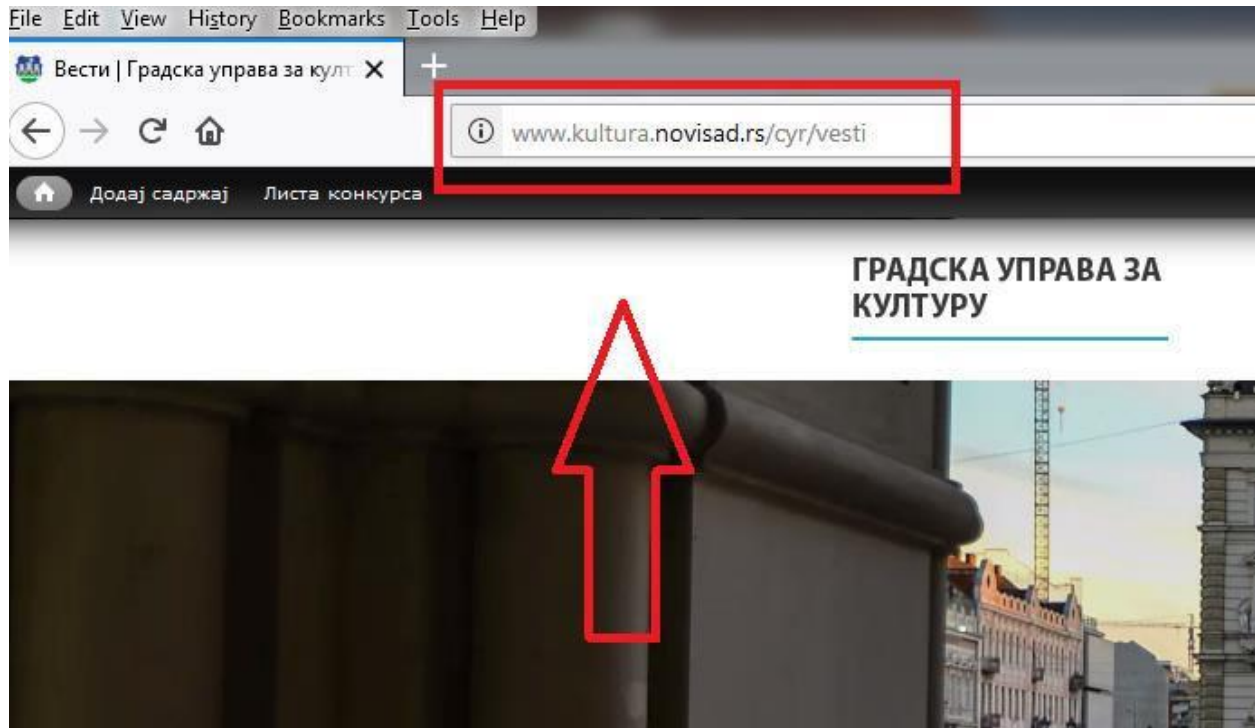 File Edit View History Bookmarks Tools Help
Вести | Градска управа за култ
www.kultura.novisad.rs/cyr/vesti
Додај садржај Листа конкурса
ГРАДСКА УПРАВА ЗА
КУЛТУРУ